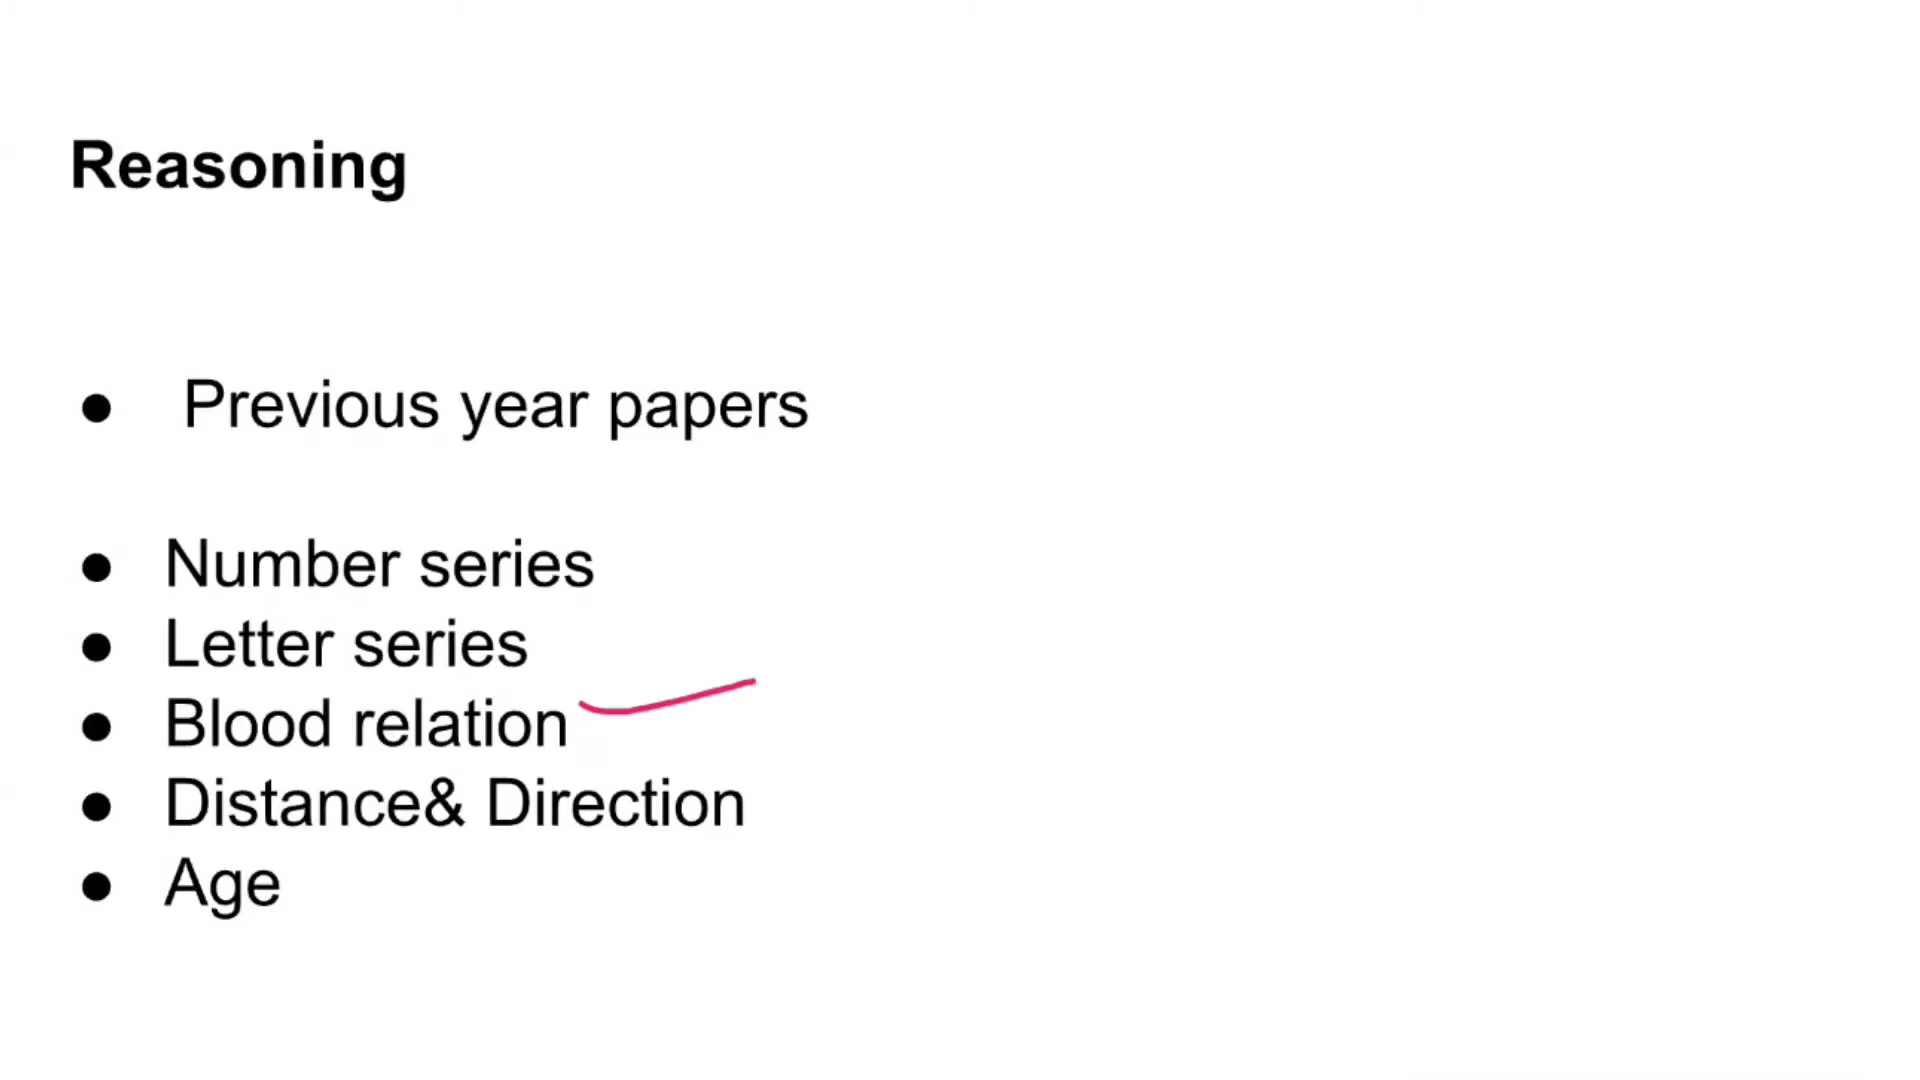 Reasoning
● Previous year papers
● Number series
● Letter series
● Blood relation
● Distance& Direction
● Age